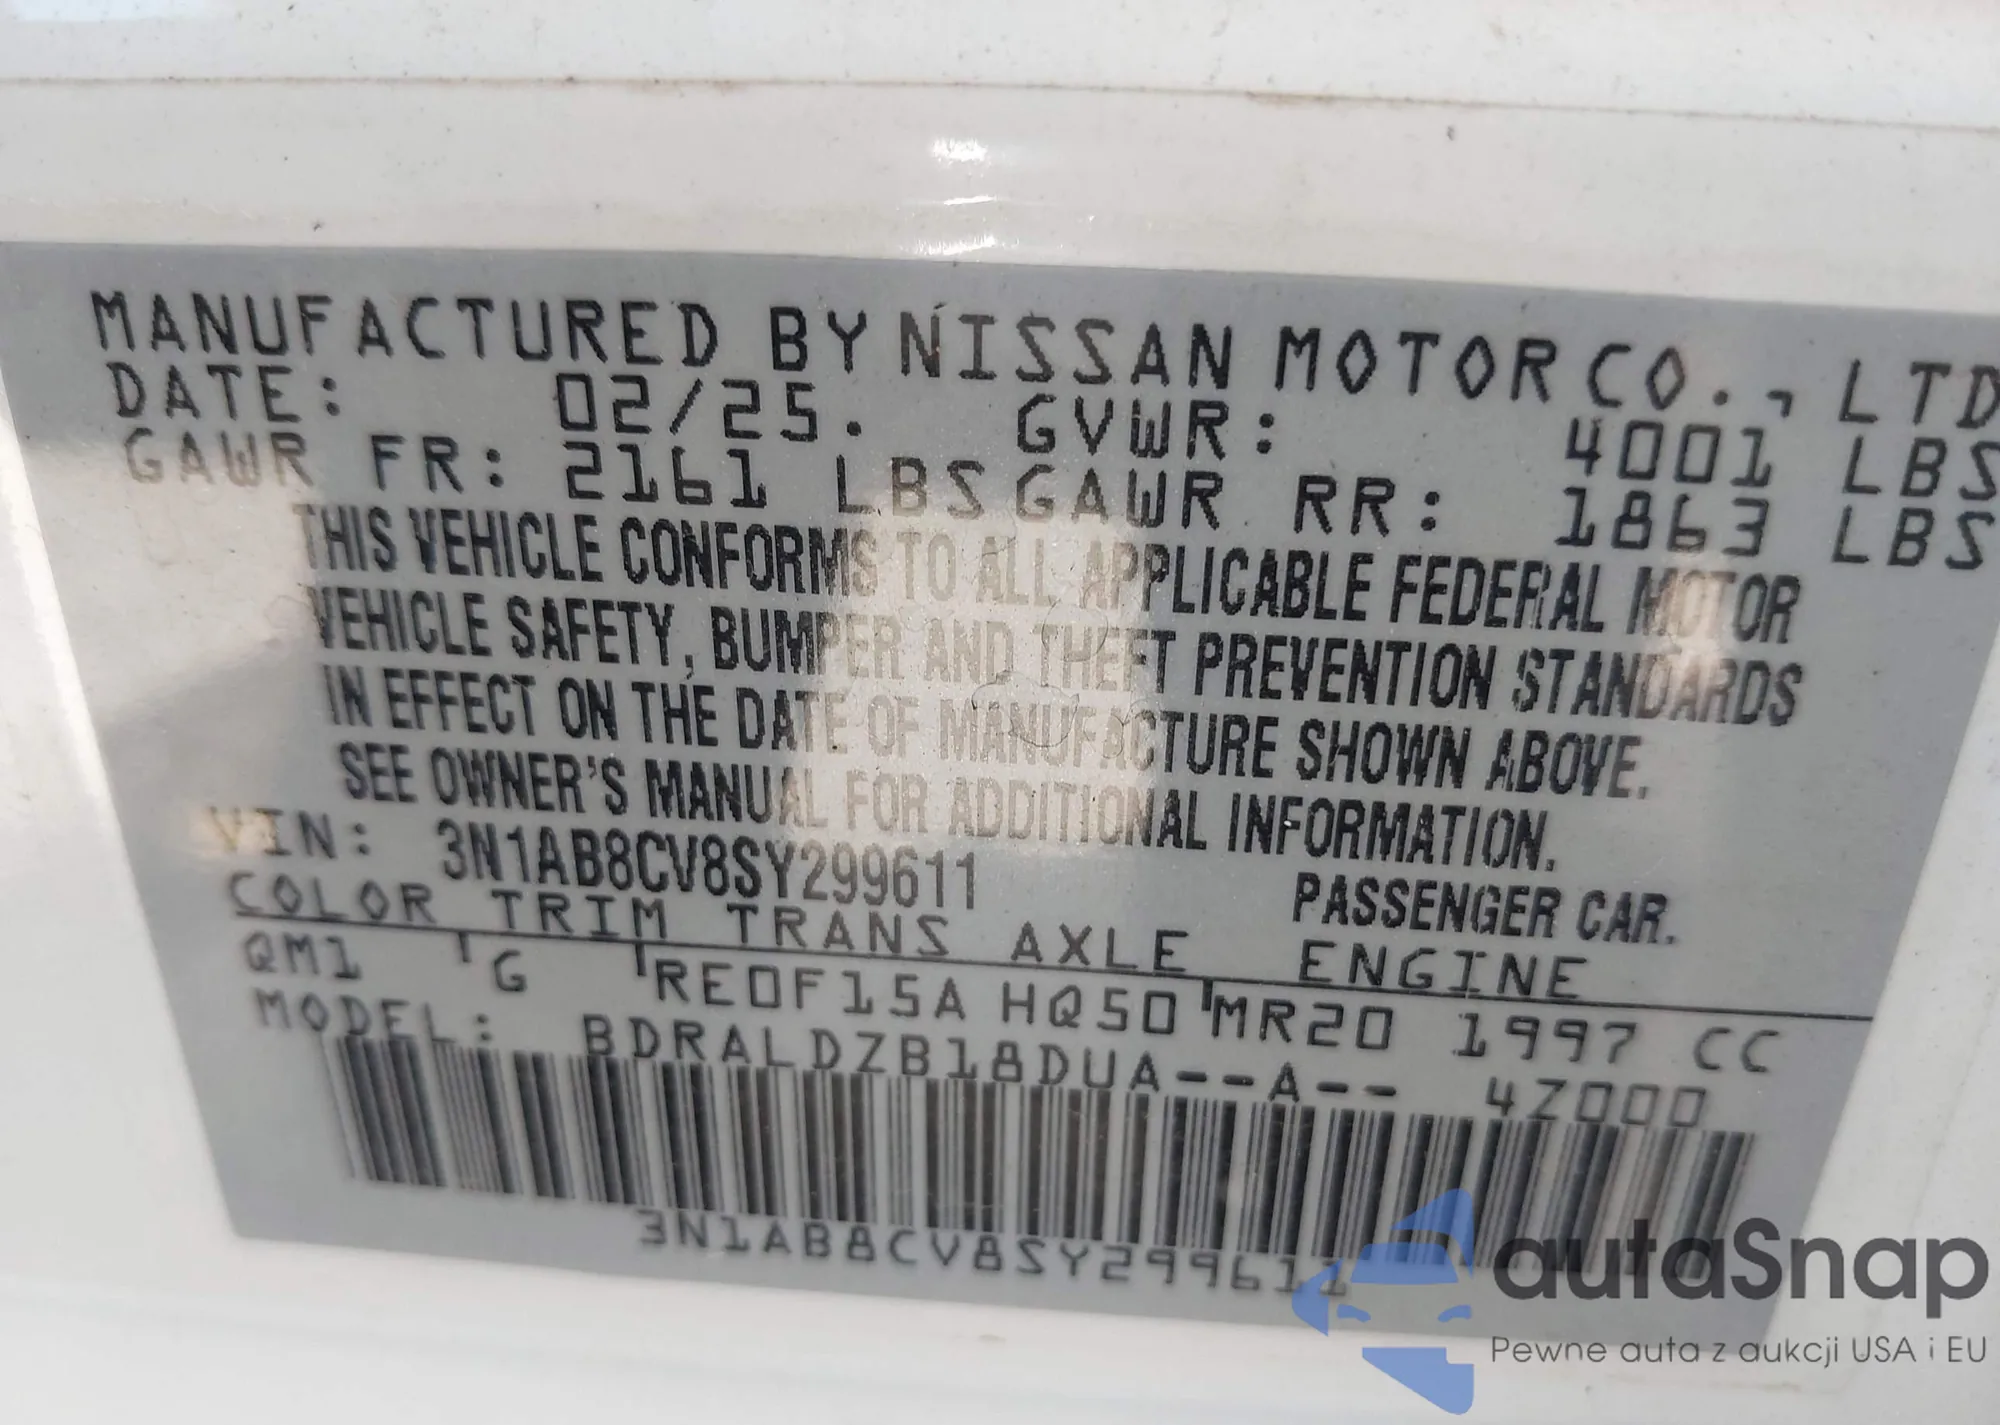 MANUFACTURED BY NISSAN MOTOR CO., LTD
DATE: 02/25. GVWR: 4001 LBS
GAWR FR: 2161 LBS GAWR RR: 1863 LBS
THIS VEHICLE CONFORMS TO ALL APPLICABLE FEDERAL MOTOR
VEHICLE SAFETY, BUMPER AND THEFT PREVENTION STANDARDS
IN EFFECT ON THE DATE OF MANUFACTURE SHOWN ABOVE.
SEE OWNER'S MANUAL FOR ADDITIONAL INFORMATION.
VIN: 3N1AB8CV8SY299611 PASSENGER CAR.
COLOR TRIM TRANS AXLE ENGINE
QM1 G RE0F15A HQ50 MR20 1997 CC
MODEL: BDRALDZB18DUA--A-- 4Z000
3N1AB8CV8SY299611
autaSnap
Pewne auta z aukcji USA i EU